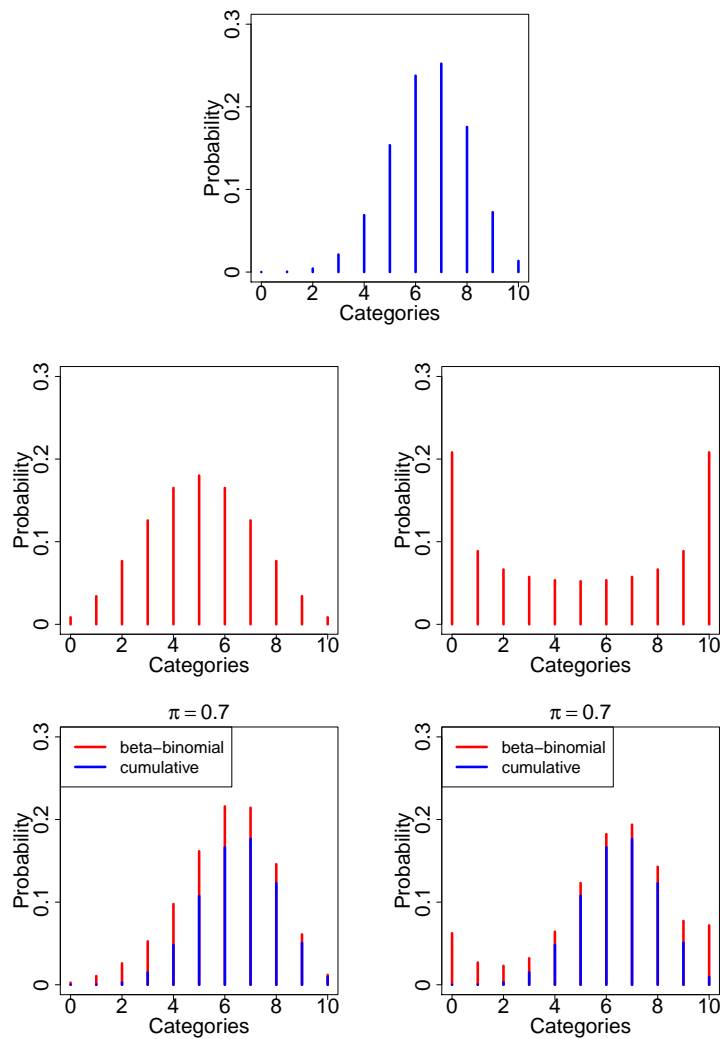 0.3
0.2
0.1
0
Probability
0 2 4 6 8 10
Categories
0.3
0.2
0.1
0
Probability
0 2 4 6 8 10
Categories
0.3
0.2
0.1
0
Probability
0 2 4 6 8 10
Categories
π = 0.7
beta−binomial
cumulative
0.3
0.2
0.1
0
Probability
0 2 4 6 8 10
Categories
π = 0.7
beta−binomial
cumulative
0.3
0.2
0.1
0
Probability
0 2 4 6 8 10
Categories